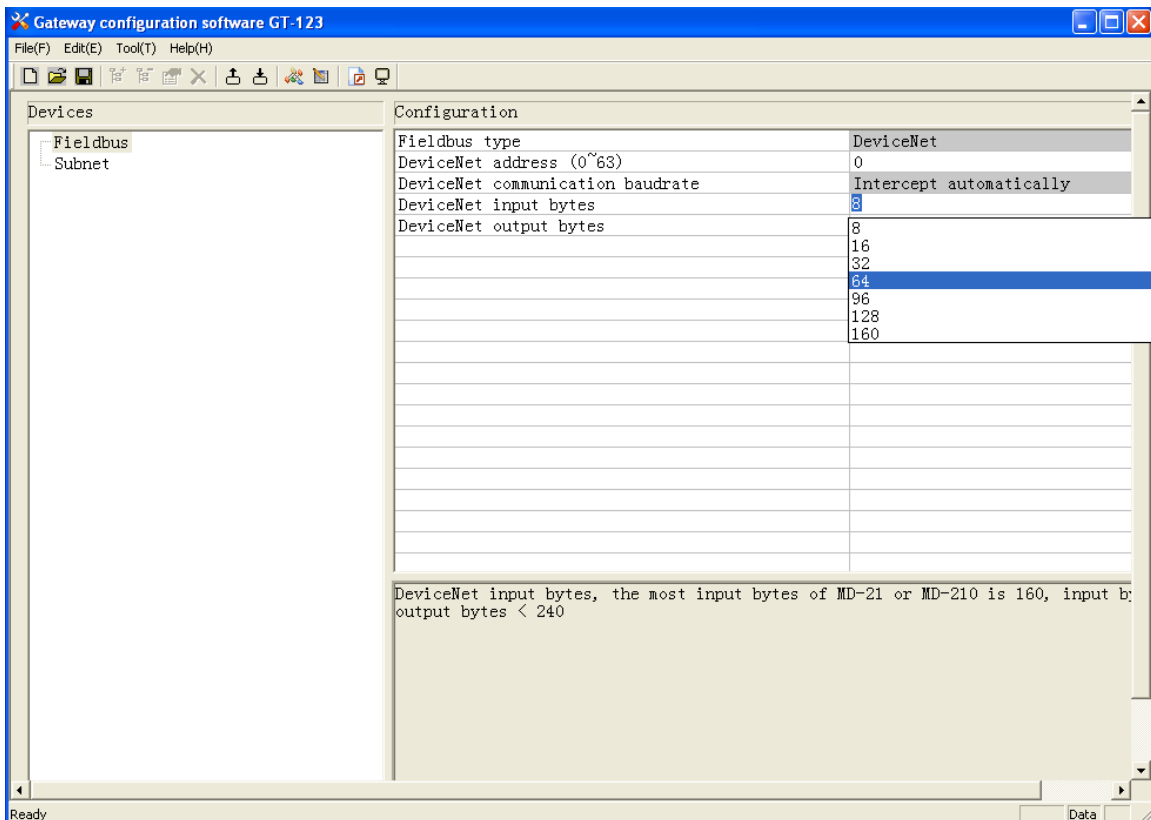 Gateway configuration software GT-123
File(F) Edit(E) Tool(T) Help(H)
Devices
Fieldbus
Subnet
Configuration
Fieldbus type DeviceNet
DeviceNet address (0~63) 0
DeviceNet communication baudrate Intercept automatically
DeviceNet input bytes 8
DeviceNet output bytes
8
16
32
64
96
128
160
DeviceNet input bytes, the most input bytes of MD-21 or MD-210 is 160, input
output bytes < 240
Ready Data